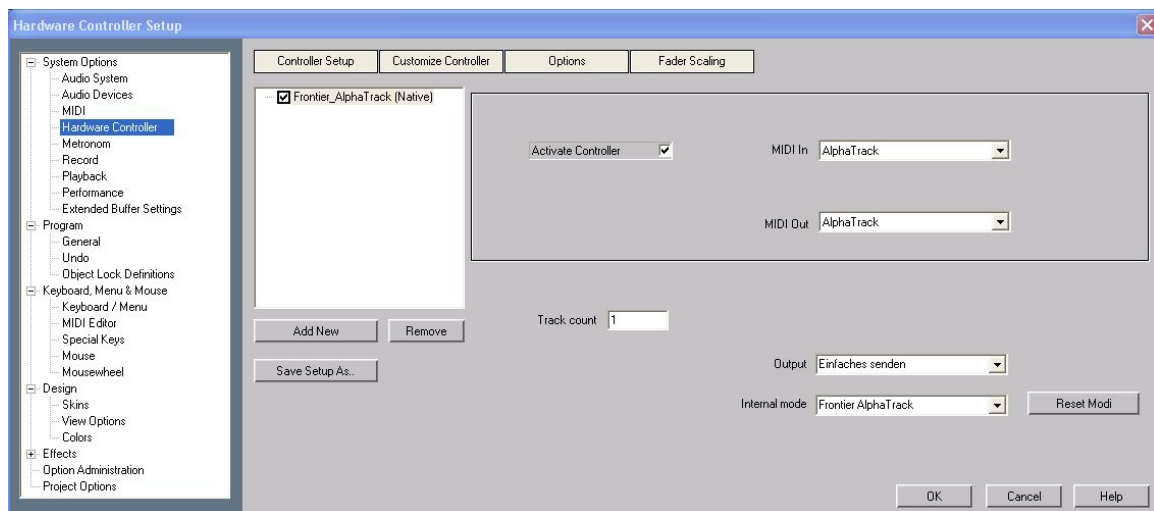 Hardware Controller Setup
System Options
Audio System
Audio Devices
MIDI
Hardware Controller
Metronom
Record
Playback
Performance
Extended Buffer Settings
Program
General
Undo
Object Lock Definitions
Keyboard, Menu & Mouse
Keyboard / Menu
MIDI Editor
Special Keys
Mouse
Mousewheel
Design
Skins
View Options
Colors
Effects
Option Administration
Project Options
Controller Setup Customize Controller Options Fader Scaling
Frontier_AlphaTrack (Native)
Add New Remove
Save Setup As..
Activate Controller MIDI In AlphaTrack
MIDI Out AlphaTrack
Track count 1
Output Einfaches senden
Internal mode Frontier AlphaTrack Reset Modi
OK Cancel Help